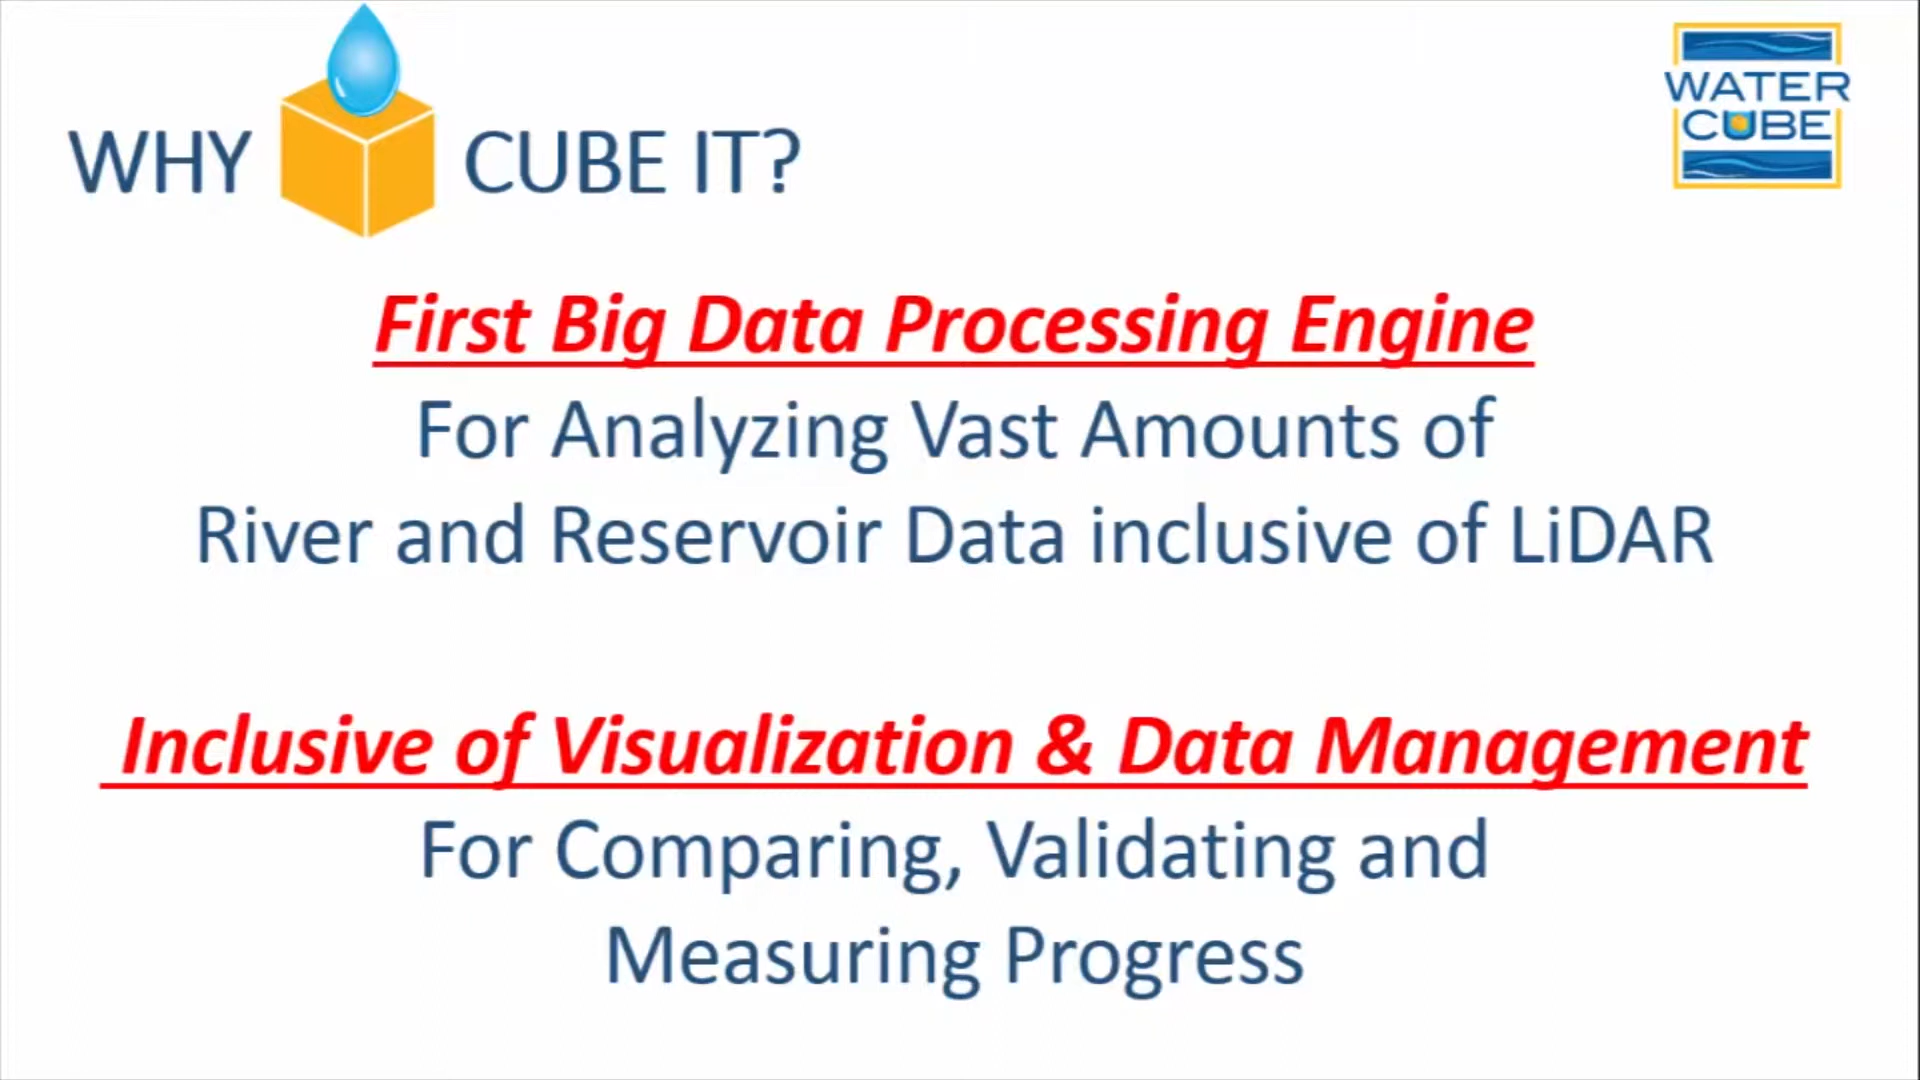 WHY CUBE IT?
WATER
CUBE
First Big Data Processing Engine
For Analyzing Vast Amounts of
River and Reservoir Data inclusive of LiDAR
Inclusive of Visualization & Data Management
For Comparing, Validating and
Measuring Progress